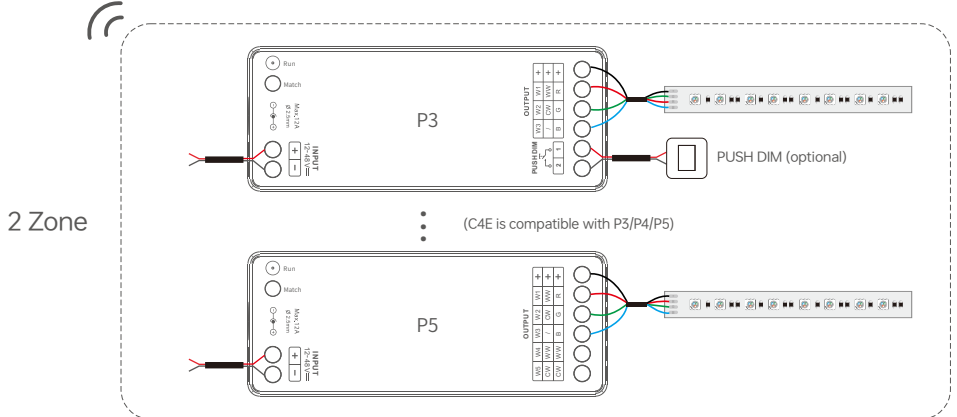 2 Zone
Run
Match
Max.12A
Ø 2.5mm
INPUT
12-48V
+
−
P3
OUTPUT
+ + +
W1 WW R
W2 CW G
W3 / B
PUSH DIM
1
2
PUSH DIM (optional)
(C4E is compatible with P3/P4/P5)
Run
Match
Max.12A
Ø 2.5mm
INPUT
12-48V
+
−
P5
OUTPUT
+ + +
W1 WW R
W2 CW G
W3 / B
W4 WW WW
W5 CW CW